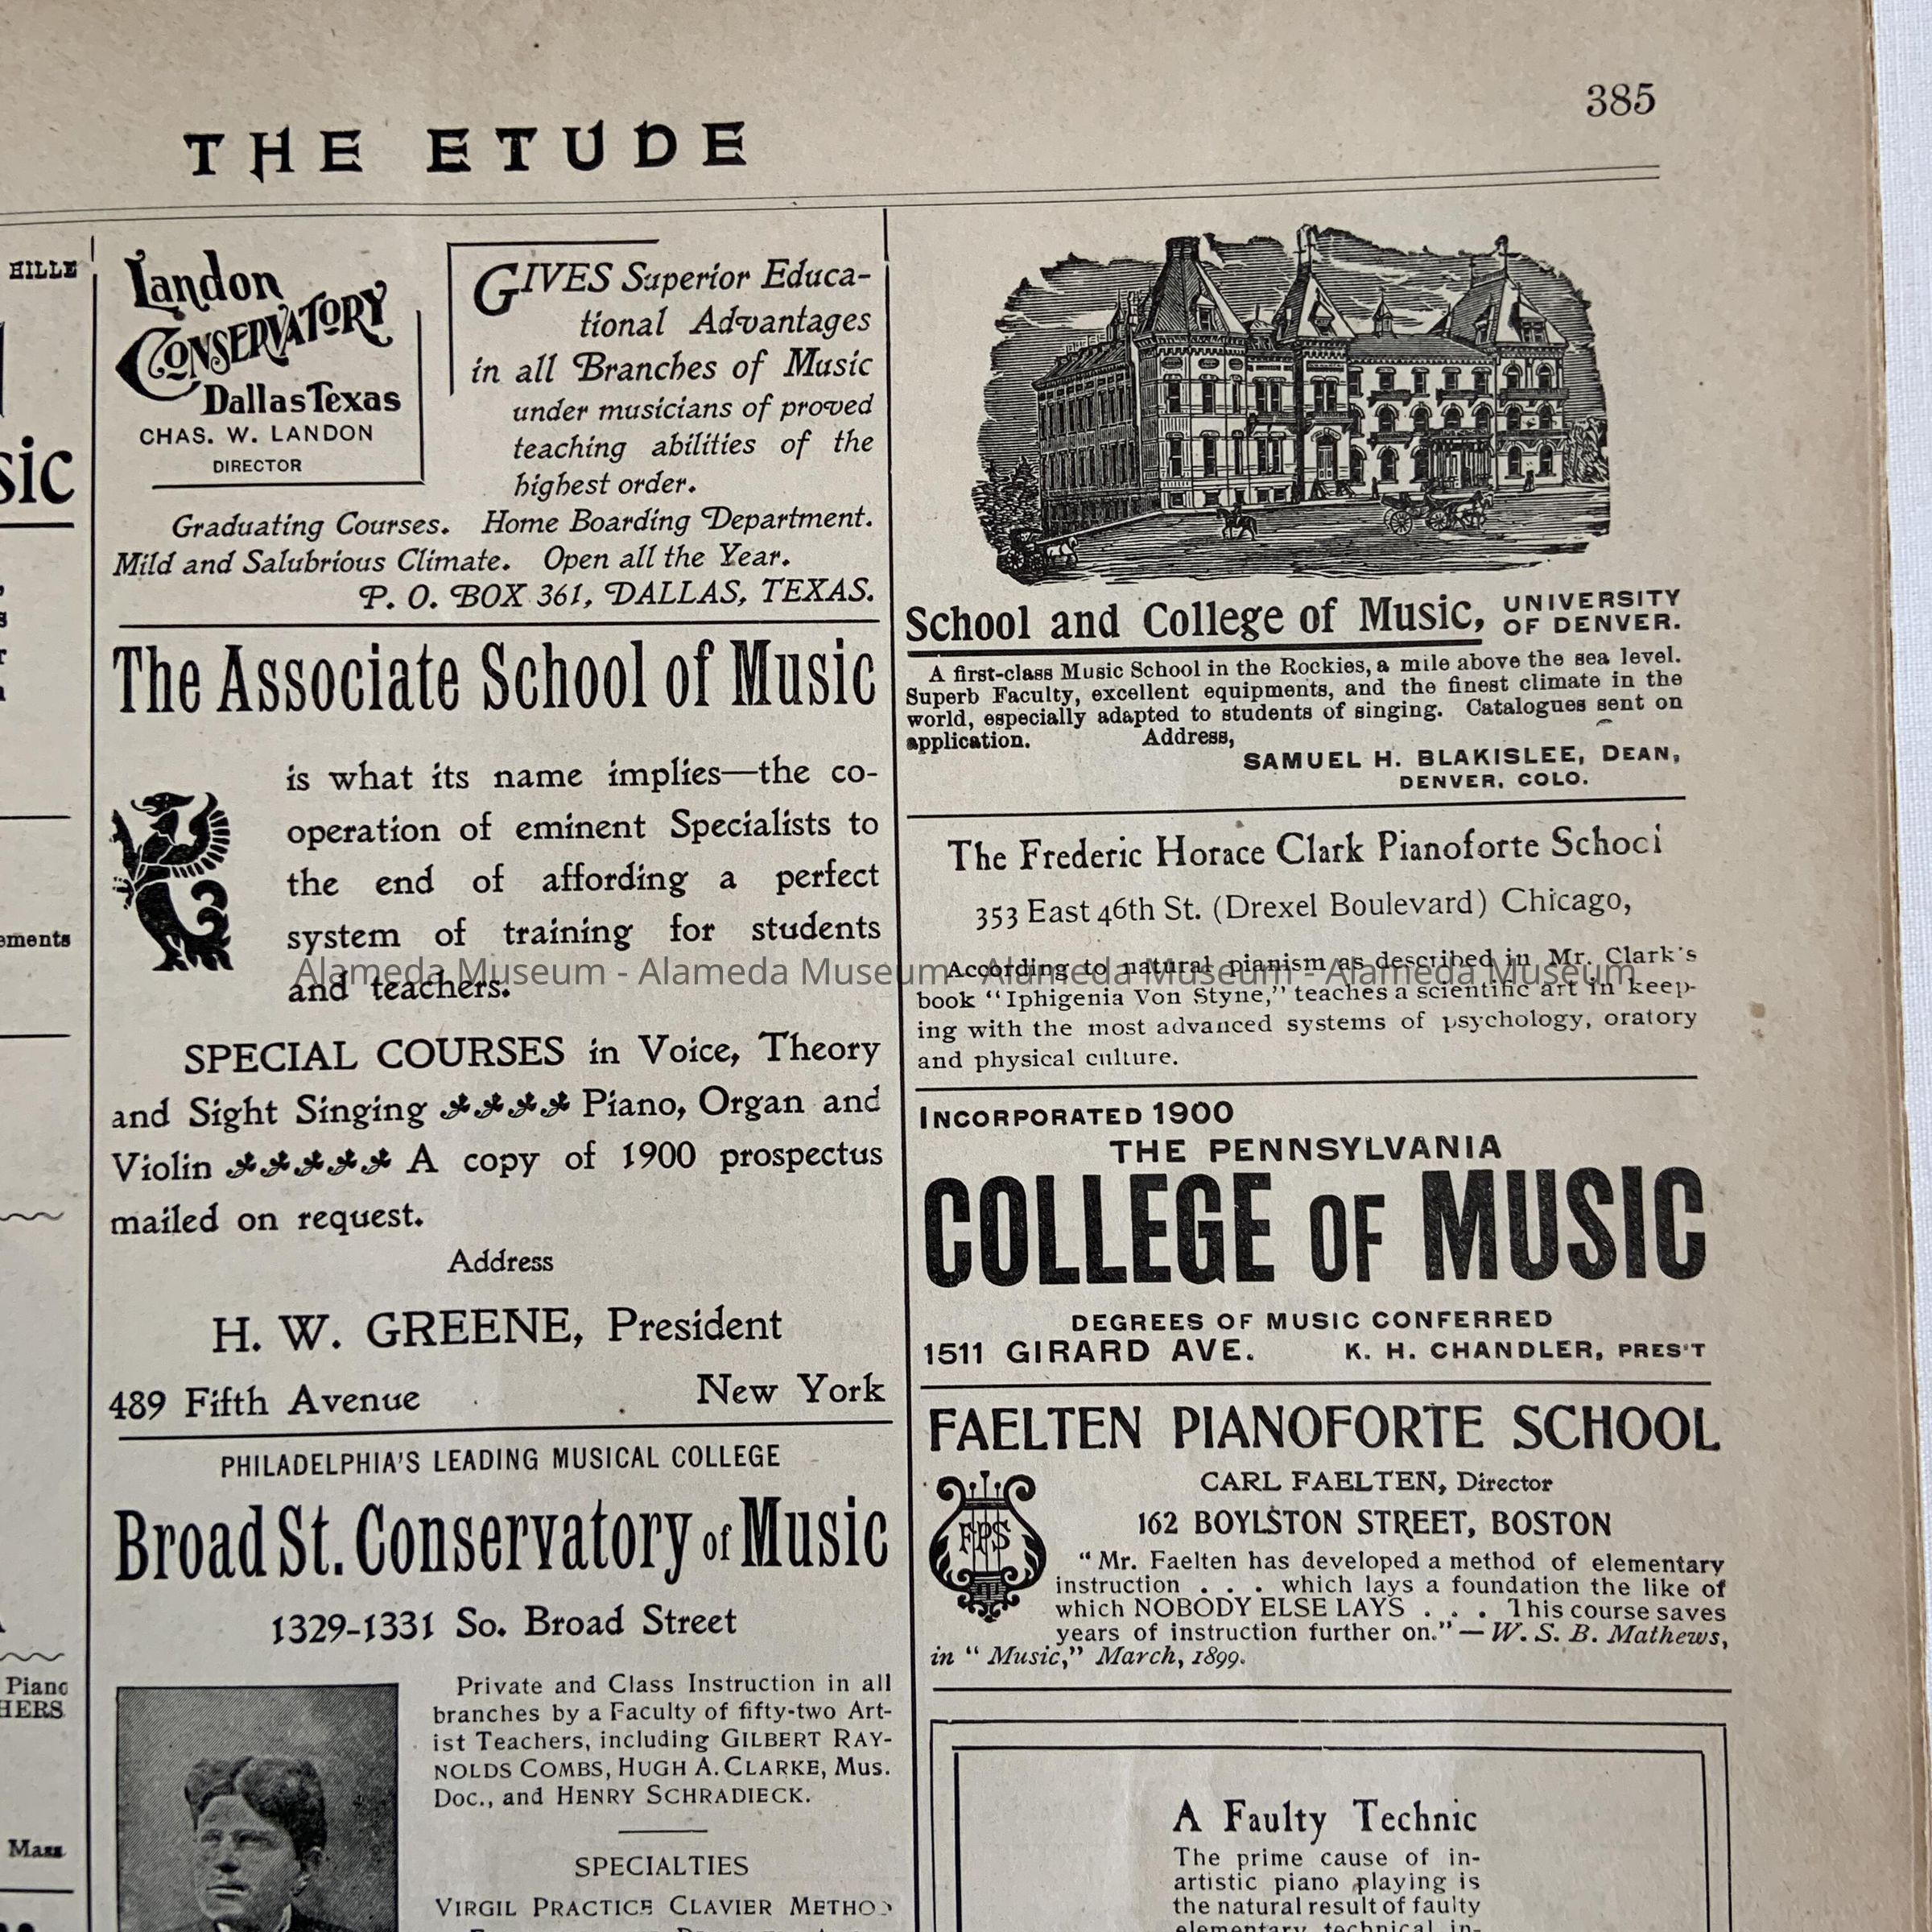 385
THE ETUDE
HILLE
sic
ements
Piano
HERS
Mass
Landon
Conservatory
Dallas Texas
CHAS. W. LANDON
DIRECTOR
GIVES Superior Educa-
tional Advantages
in all Branches of Music
under musicians of proved
teaching abilities of the
highest order.
Graduating Courses. Home Boarding Department.
Mild and Salubrious Climate. Open all the Year.
P. O. BOX 361, DALLAS, TEXAS.
The Associate School of Music
is what its name implies—the co-
operation of eminent Specialists to
the end of affording a perfect
system of training for students
and teachers.
SPECIAL COURSES in Voice, Theory
and Sight Singing Piano, Organ and
Violin A copy of 1900 prospectus
mailed on request.
Address
H. W. GREENE, President
489 Fifth Avenue New York
PHILADELPHIA'S LEADING MUSICAL COLLEGE
Broad St. Conservatory of Music
1329-1331 So. Broad Street
Private and Class Instruction in all
branches by a Faculty of fifty-two Art-
ist Teachers, including GILBERT RAY-
NOLDS COMBS, HUGH A. CLARKE, Mus.
Doc., and HENRY SCHRADIECK.
SPECIALTIES
VIRGIL PRACTICE CLAVIER METHOD
School and College of Music, UNIVERSITY
OF DENVER.
A first-class Music School in the Rockies, a mile above the sea level.
Superb Faculty, excellent equipments, and the finest climate in the
world, especially adapted to students of singing. Catalogues sent on
application. Address,
SAMUEL H. BLAKISLEE, DEAN,
DENVER, COLO.
The Frederic Horace Clark Pianoforte School
353 East 46th St. (Drexel Boulevard) Chicago,
According to natural pianism as described in Mr. Clark's
book "Iphigenia Von Styne," teaches a scientific art in keep-
ing with the most advanced systems of psychology, oratory
and physical culture.
INCORPORATED 1900
THE PENNSYLVANIA
COLLEGE OF MUSIC
DEGREES OF MUSIC CONFERRED
1511 GIRARD AVE. K. H. CHANDLER, PRES'T
FAELTEN PIANOFORTE SCHOOL
CARL FAELTEN, Director
162 BOYLSTON STREET, BOSTON
FPS
"Mr. Faelten has developed a method of elementary
instruction . . . which lays a foundation the like of
which NOBODY ELSE LAYS . . . This course saves
years of instruction further on."—W. S. B. Mathews,
in "Music," March, 1899.
A Faulty Technic
The prime cause of in-
artistic piano playing is
the natural result of faulty
elementary technical in-
Alameda Museum - Alameda Museum - Alameda Museum - Alameda Museum